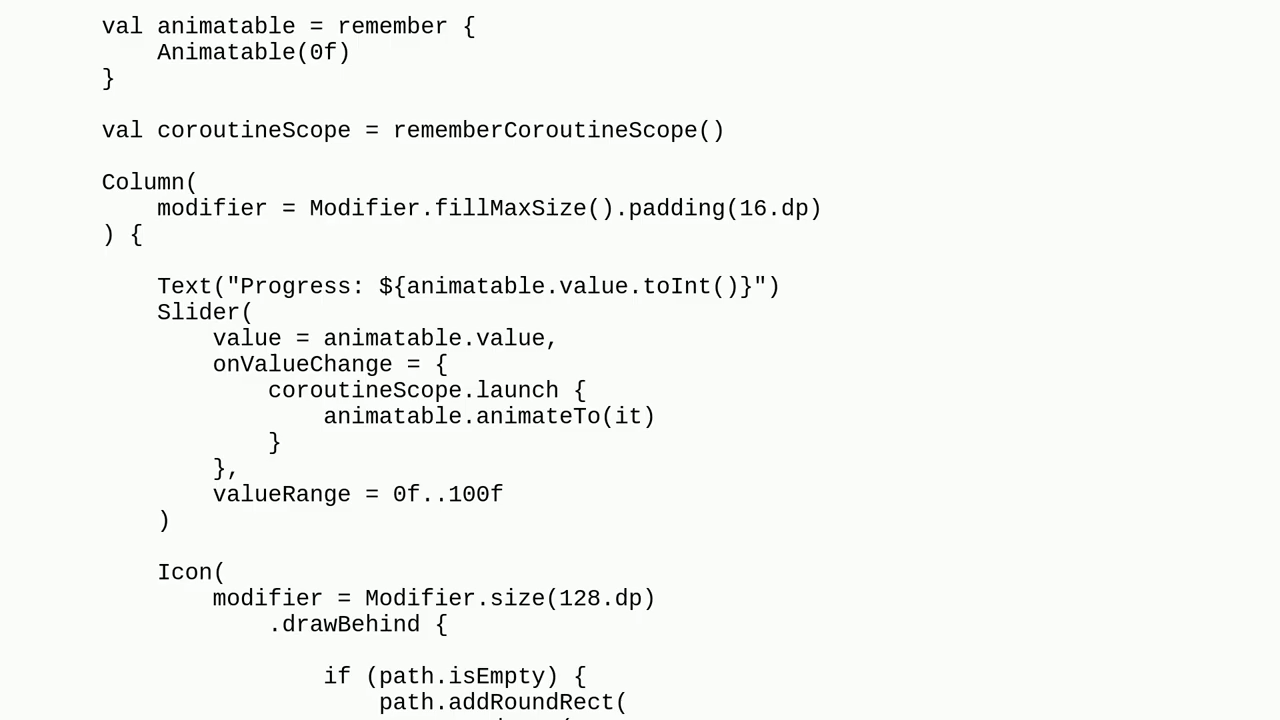 val animatable = remember {
    Animatable(0f)
}

val coroutineScope = rememberCoroutineScope()

Column(
    modifier = Modifier.fillMaxSize().padding(16.dp)
) {

    Text("Progress: ${animatable.value.toInt()}")
    Slider(
        value = animatable.value,
        onValueChange = {
            coroutineScope.launch {
                animatable.animateTo(it)
            }
        },
        valueRange = 0f..100f
    )

    Icon(
        modifier = Modifier.size(128.dp)
            .drawBehind {

                if (path.isEmpty) {
                    path.addRoundRect(